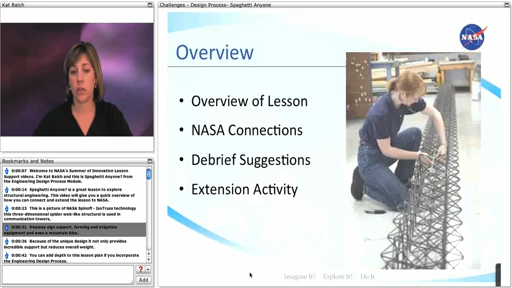 Kat Balch
Challenges - Design Process- Spaghetti Anyone
Overview
NASA
• Overview of Lesson
• NASA Connections
• Debrief Suggestions
• Extension Activity
Imagine It! Explore It! Do It
Bookmarks and Notes
0:00:07 Welcome to NASA's Summer of Innovation Lesson
Support videos, I'm Kat Balch and this is Spaghetti Anyone? from
the Engineering Design Process Module.
0:00:14 Spaghetti Anyone? is a great lesson to explore
structural engineering. This video will give you a quick overview of
how you can connect and extend the lesson to NASA.
0:00:23 This is a picture of NASA Spinoff - IsoTruss technology
this three-dimensional spider web-like structural is used in
communication towers,
0:00:31 Freeway sign support, farming and irrigation
equipment and even a mountain bike.
0:00:36 Because of the unique design it not only provides
incredible support but reduces overall weight.
0:00:42 You can add depth to this lesson plan if you incorporate
the Engineering Design Process.
?
Add